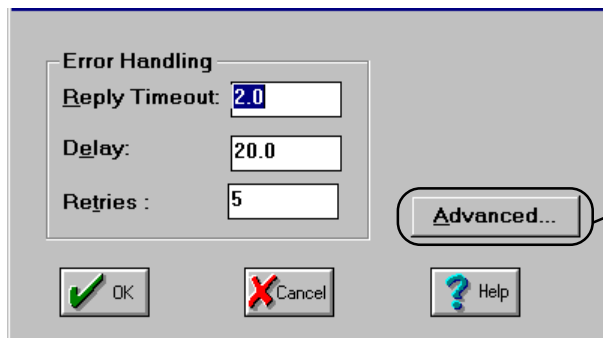 Error Handling
Reply Timeout: 2.0
Delay: 20.0
Retries : 5
Advanced...
OK Cancel Help